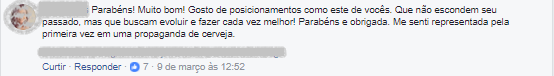 Parabéns! Muito bom! Gosto de posicionamentos como este de vocês. Que não escondem seu
passado, mas que buscam evoluir e fazer cada vez melhor! Parabéns e obrigada. Me senti representada pela
primeira vez em uma propaganda de cerveja.
Curtir · Responder · 7 · 9 de março às 12:52